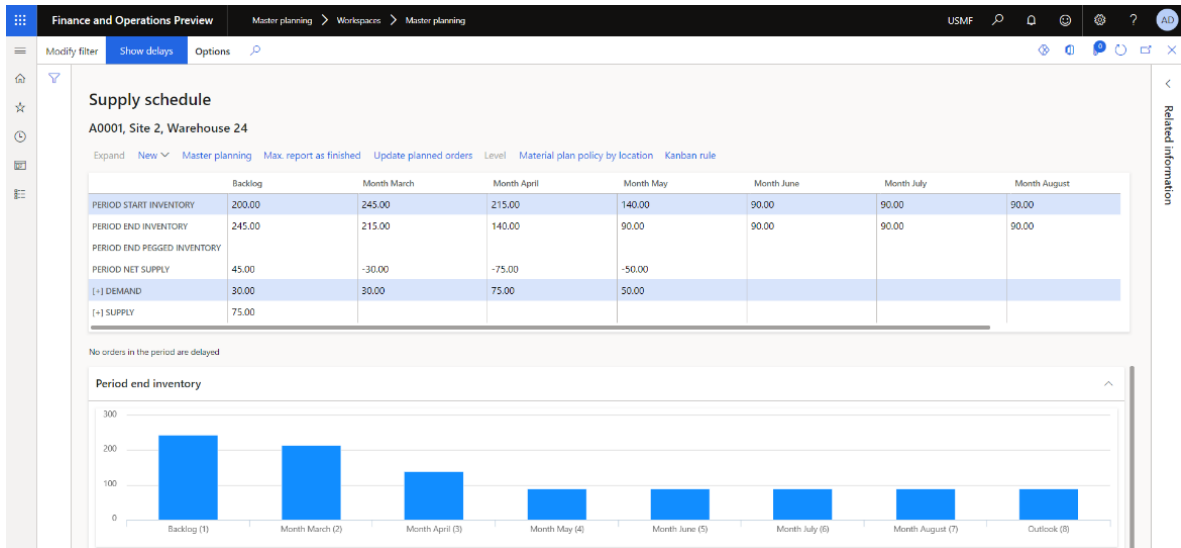 Finance and Operations Preview Master planning > Workspaces > Master planning USMF ? AD
Modify filter Show delays Options 0
Supply schedule
A0001, Site 2, Warehouse 24
Expand New Master planning Max. report as finished Update planned orders Level Material plan policy by location Kanban rule
Backlog Month March Month April Month May Month June Month July Month August
PERIOD START INVENTORY 200.00 245.00 215.00 140.00 90.00 90.00 90.00
PERIOD END INVENTORY 245.00 215.00 140.00 90.00 90.00 90.00 90.00
PERIOD END PEGGED INVENTORY
PERIOD NET SUPPLY 45.00 -30.00 -75.00 -50.00
[+] DEMAND 30.00 30.00 75.00 50.00
[+] SUPPLY 75.00
No orders in the period are delayed
Period end inventory
300
200
100
0
Backlog (1) Month March (2) Month April (3) Month May (4) Month June (5) Month July (6) Month August (7) Outlook (8)
Related information